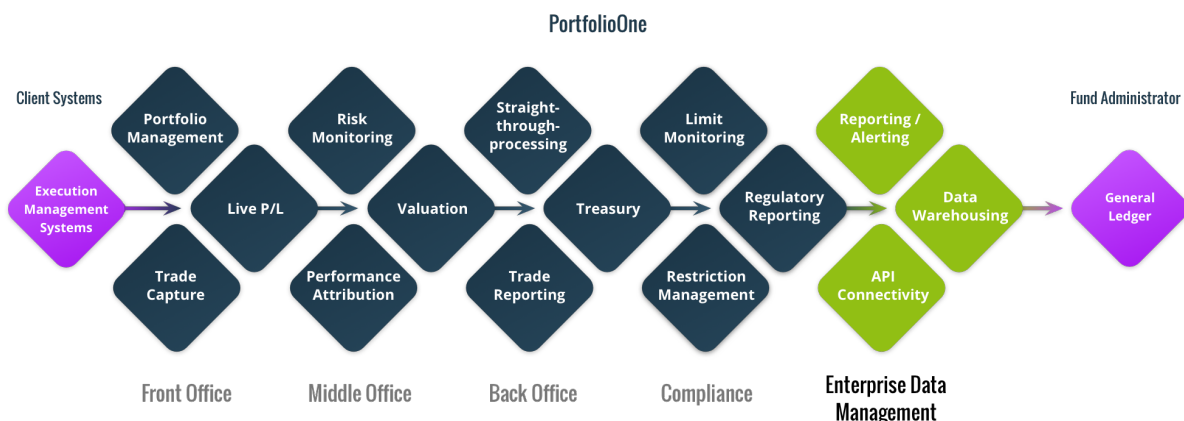 PortfolioOne
Client Systems
Fund Administrator
Execution
Management
Systems
Portfolio
Management
Live P/L
Trade
Capture
Risk
Monitoring
Valuation
Performance
Attribution
Straight-
through-
processing
Treasury
Trade
Reporting
Limit
Monitoring
Regulatory
Reporting
Restriction
Management
Reporting /
Alerting
Data
Warehousing
API
Connectivity
General
Ledger
Front Office
Middle Office
Back Office
Compliance
Enterprise Data
Management